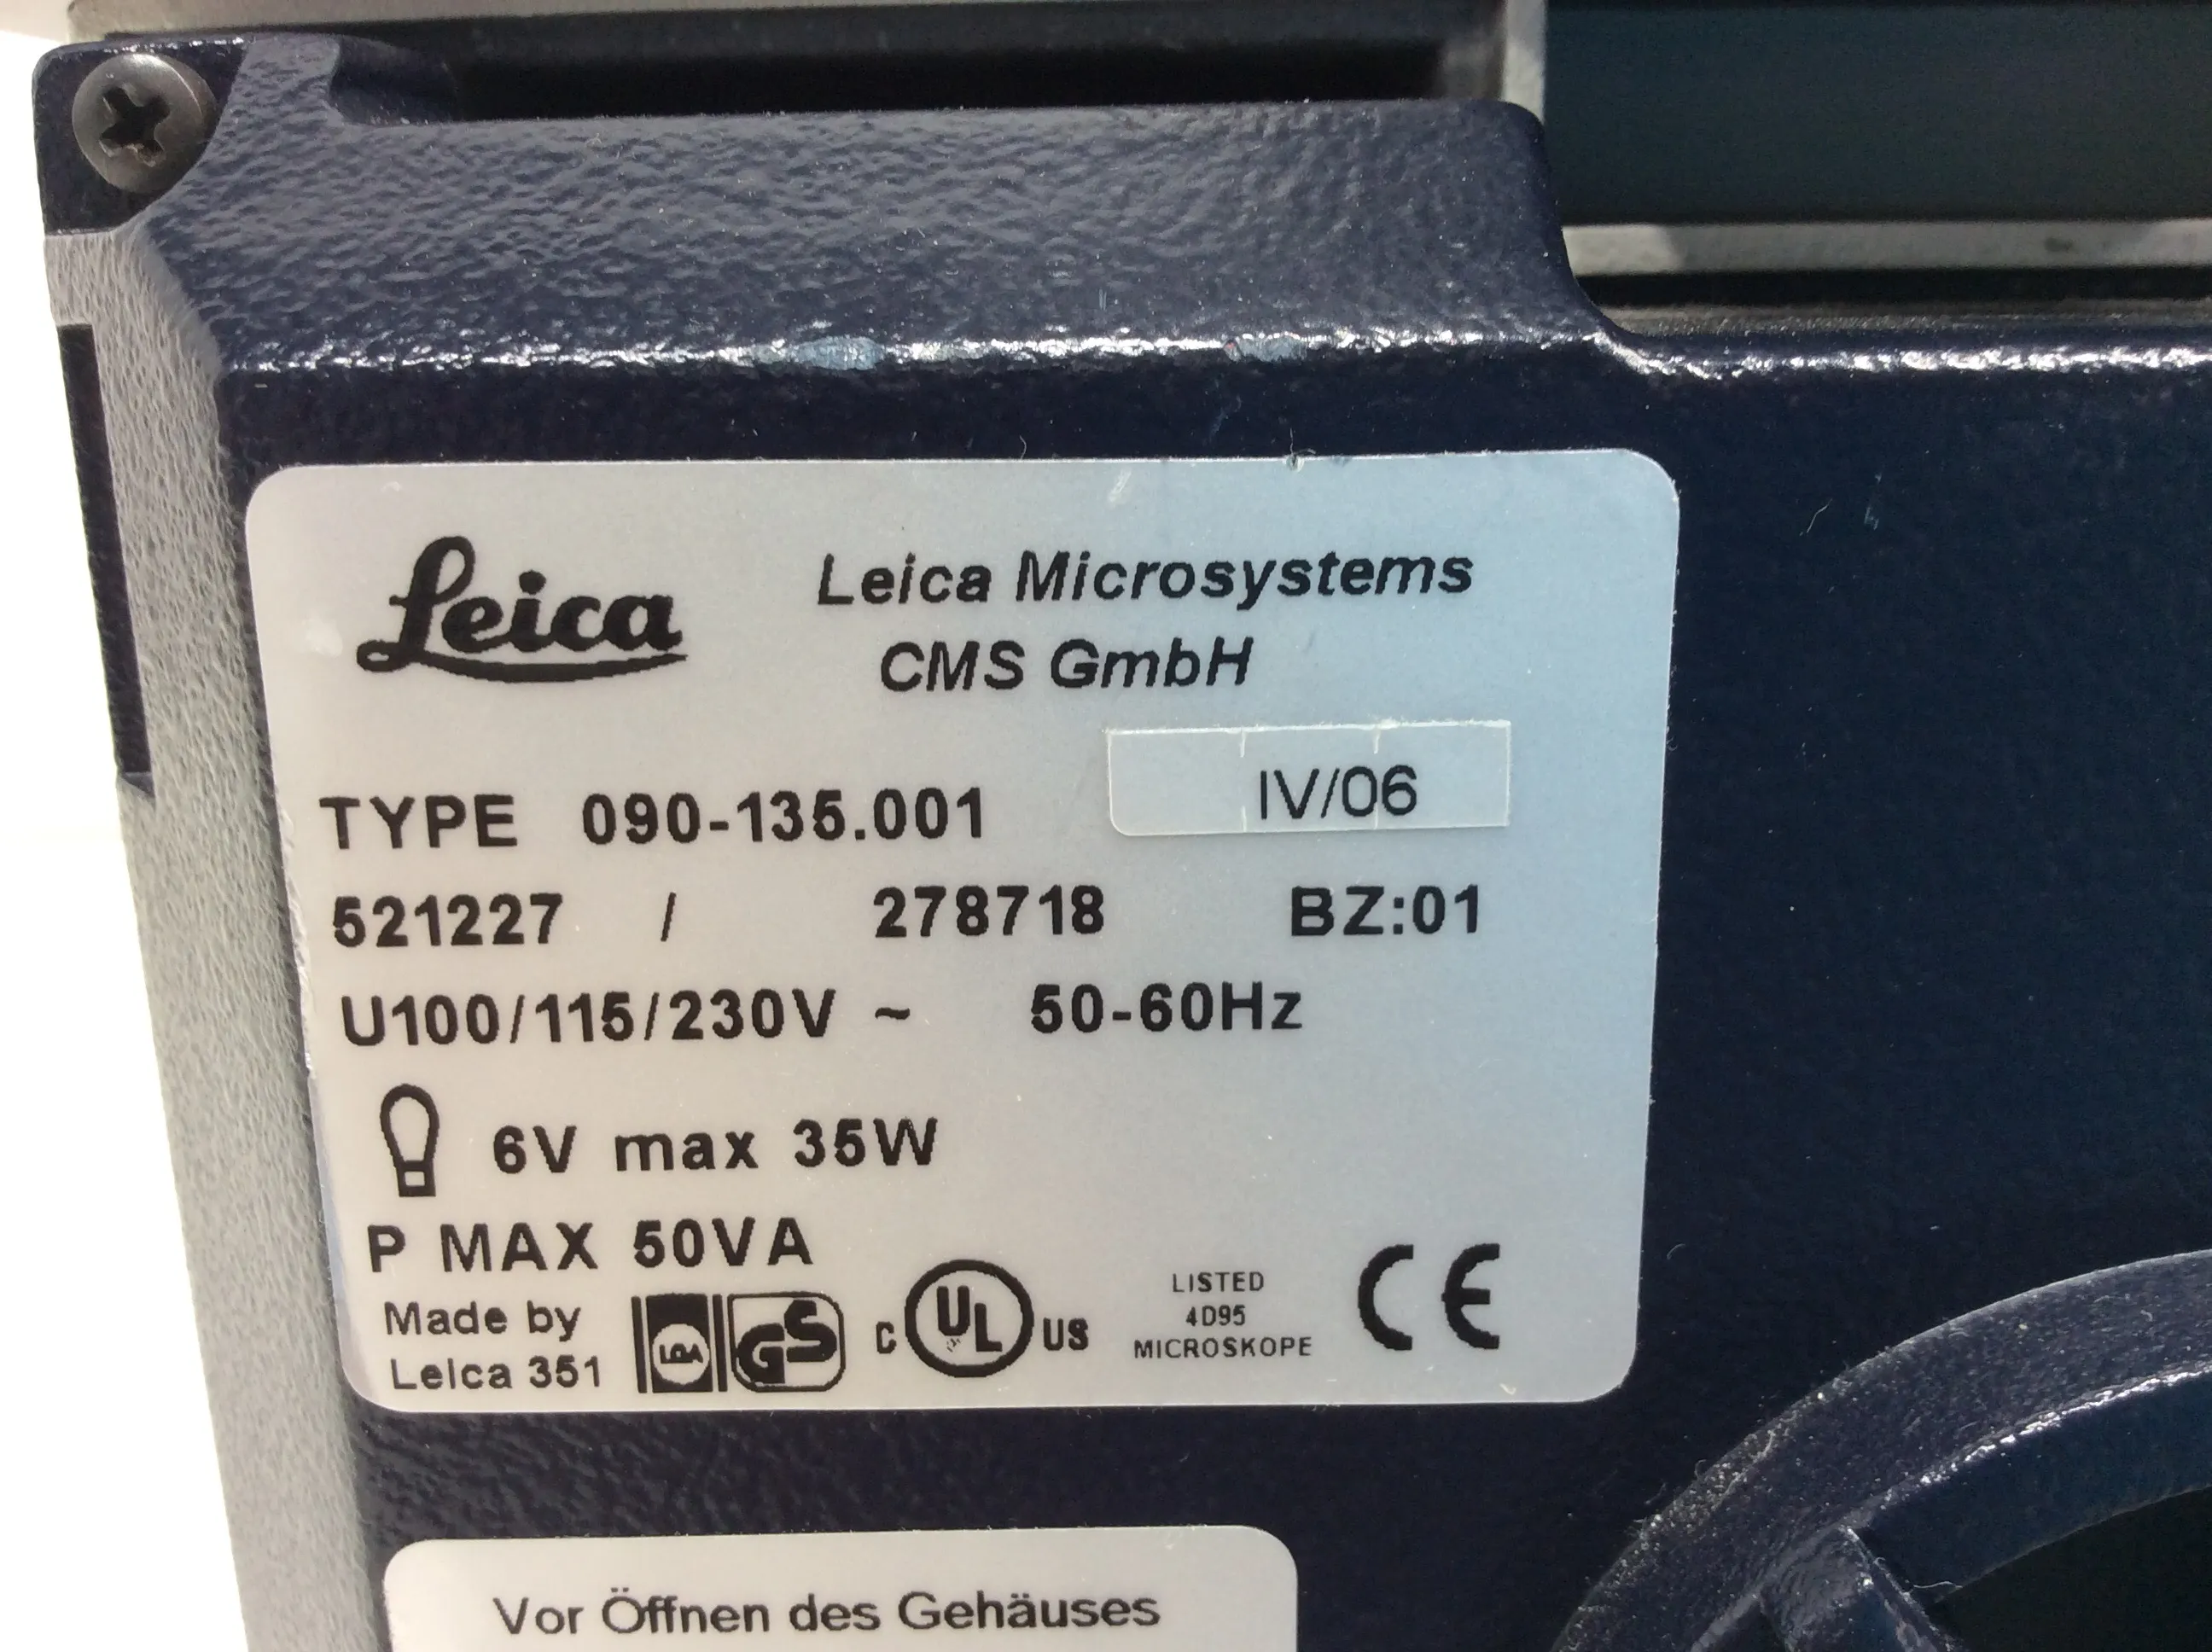 Leica
Leica Microsystems
CMS GmbH
IV/06
TYPE 090-135.001
521227 / 278718 BZ:01
U100/115/230V ~ 50-60Hz
6V max 35W
P MAX 50VA
Made by
Leica 351
LGA
GS
C UL US
LISTED
4D95
MICROSKOPE
CE
Vor Öffnen des Gehäuses